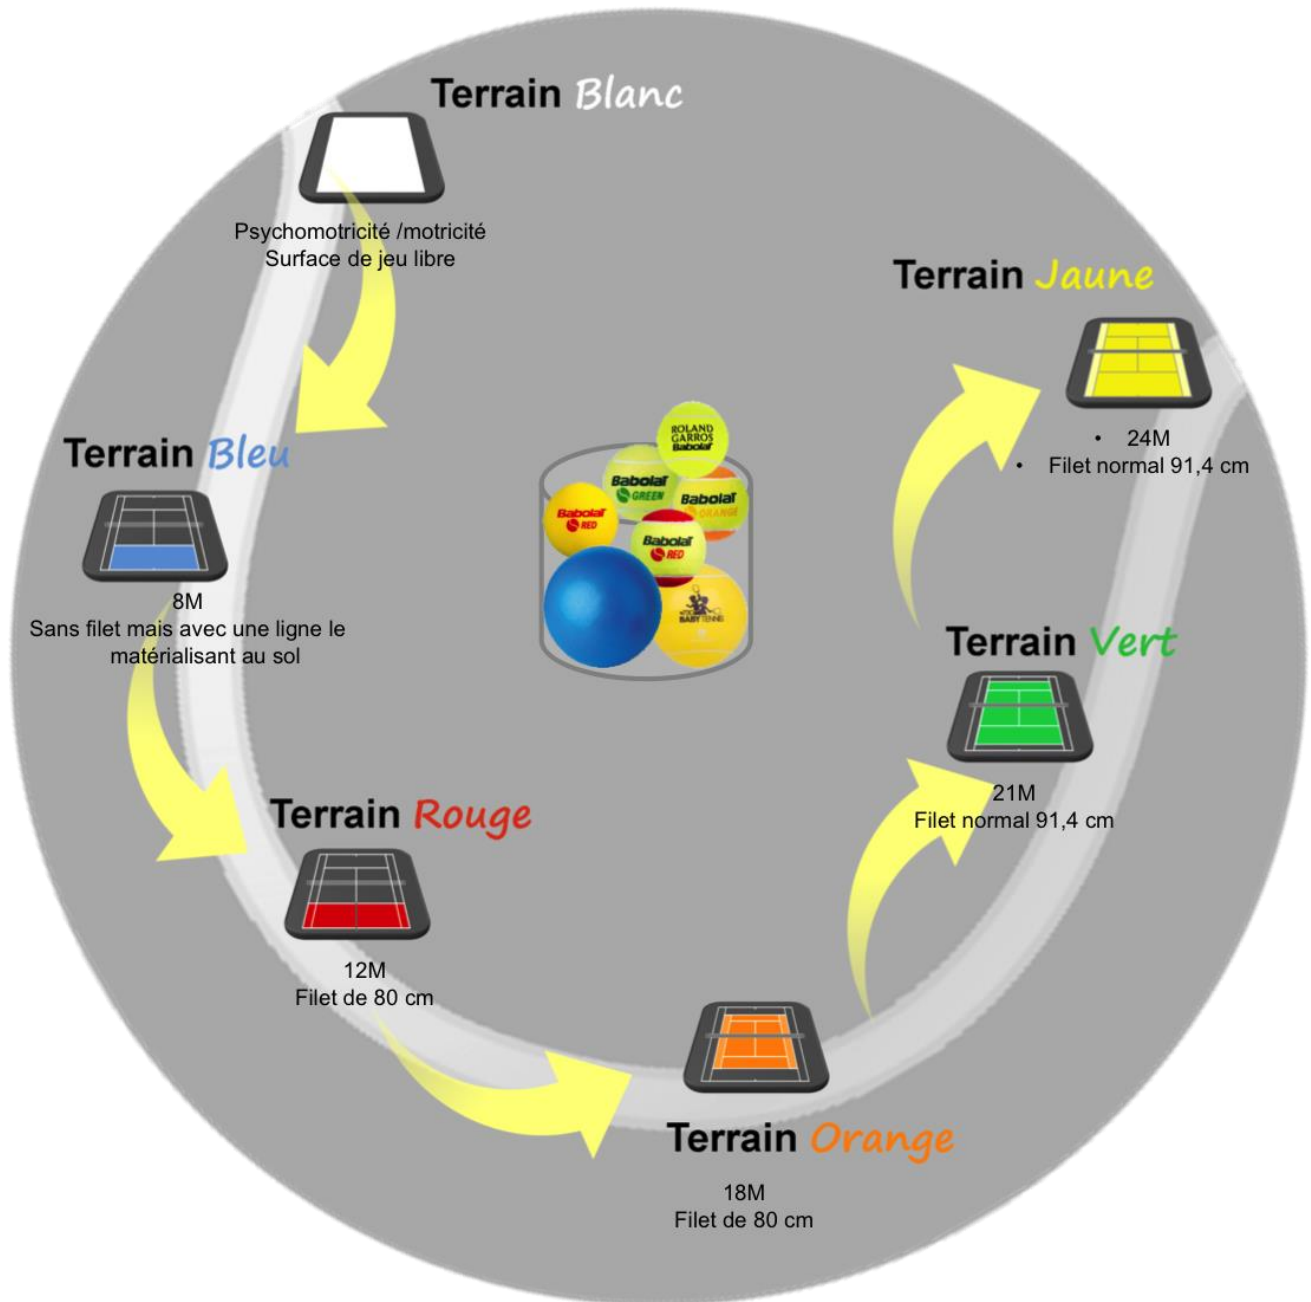 Terrain Blanc
Psychomotricité /motricité
Surface de jeu libre
Terrain Jaune
• 24M
• Filet normal 91,4 cm
Terrain Bleu
8M
Sans filet mais avec une ligne le
matérialisant au sol
ROLAND
GARROS
Babolat
Babolat
GREEN
Babolat
ORANGE
Babolat
RED
Babolat
RED
BABY TENNIS
Terrain Vert
21M
Filet normal 91,4 cm
Terrain Rouge
12M
Filet de 80 cm
Terrain Orange
18M
Filet de 80 cm